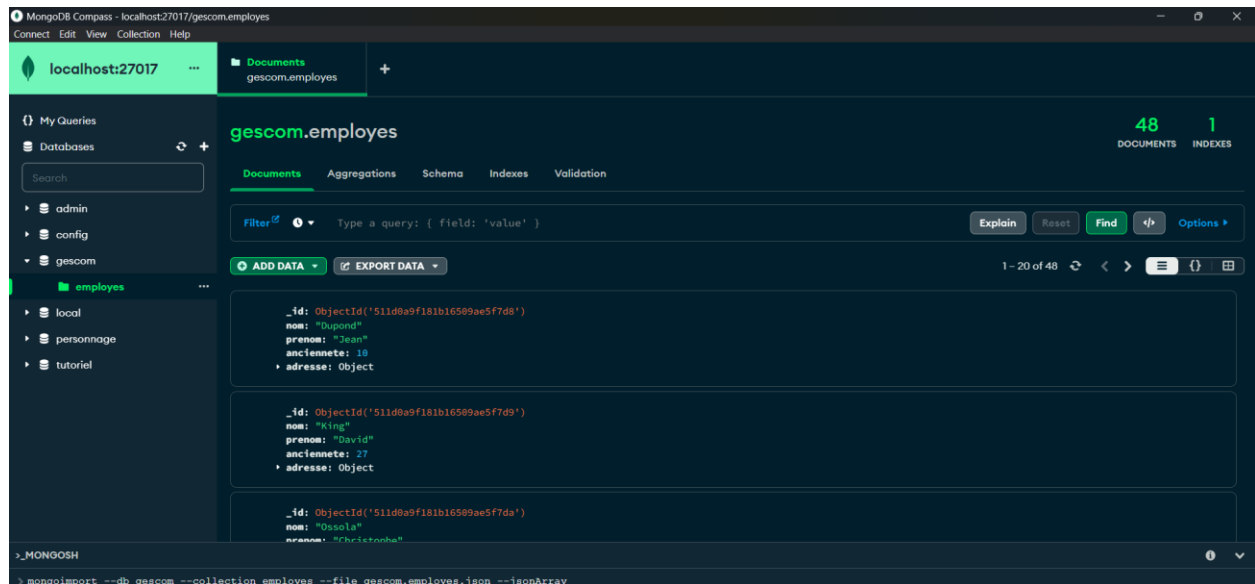 MongoDB Compass - localhost:27017/gescom.employes
Connect Edit View Collection Help
localhost:27017 ...
Documents
gescom.employes
+
{} My Queries
Databases
+
Search
admin
config
gescom
employes ...
local
personnage
tutoriel
gescom.employes
48
DOCUMENTS
1
INDEXES
Documents Aggregations Schema Indexes Validation
Filter Type a query: { field: 'value' } Explain Reset Find </> Options
ADD DATA EXPORT DATA 1 – 20 of 48 < > {}
_id: ObjectId('511d0a9f181b16509ae5f7d8')
nom: "Dupond"
prenom: "Jean"
anciennete: 10
adresse: Object
_id: ObjectId('511d0a9f181b16509ae5f7d9')
nom: "King"
prenom: "David"
anciennete: 27
adresse: Object
_id: ObjectId('511d0a9f181b16509ae5f7da')
nom: "Ossola"
prenom: "Christophe"
>_MONGOSH
> mongoimport --db gescom --collection employes --file gescom.employes.json --jsonArray